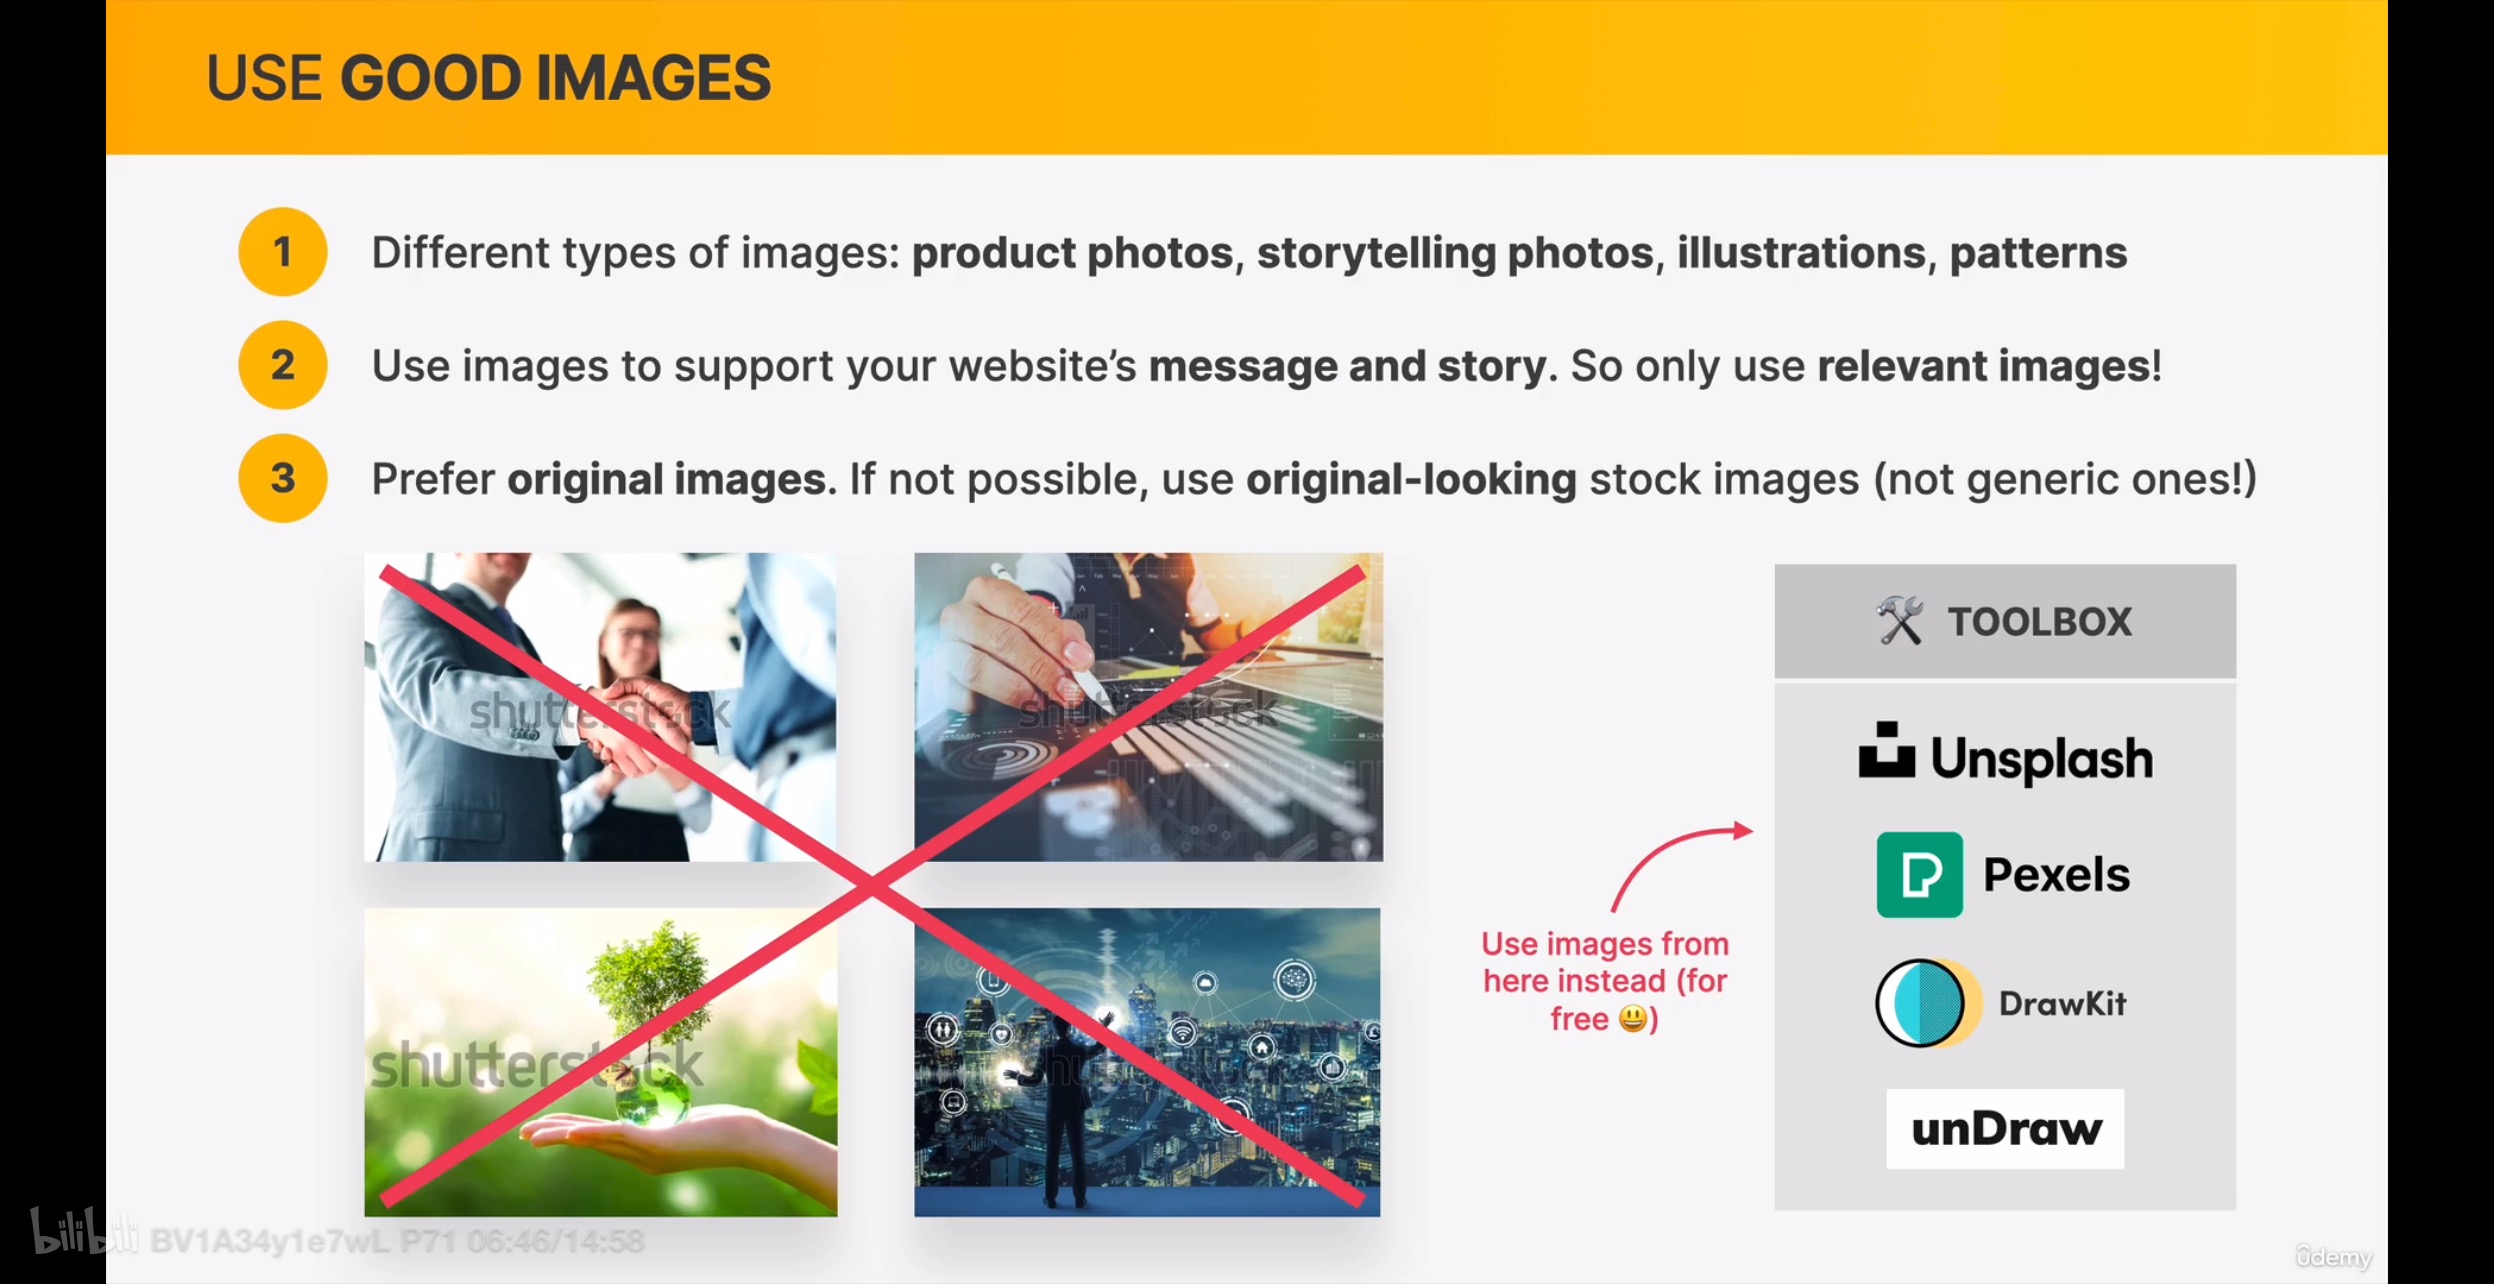 USE GOOD IMAGES
1 Different types of images: product photos, storytelling photos, illustrations, patterns
2 Use images to support your website’s message and story. So only use relevant images!
3 Prefer original images. If not possible, use original-looking stock images (not generic ones!)
shutterstock
shutterstock
shutterstock
shutterstock
Use images from
here instead (for
free 😃)
🛠 TOOLBOX
Unsplash
Pexels
DrawKit
unDraw
bilibili BV1A34y1e7wL P71 06:46/14:58
ûdemy